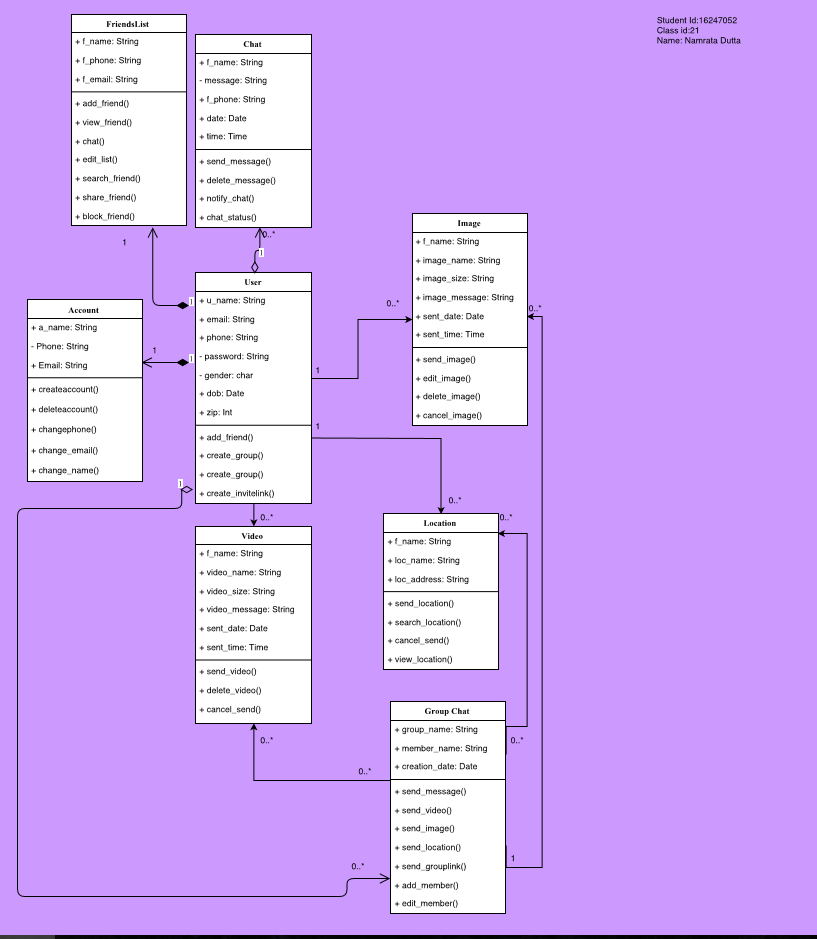 Student Id:16247052
Class id:21
Name: Namrata Dutta
FriendsList
+ f_name: String
+ f_phone: String
+ f_email: String
+ add_friend()
+ view_friend()
+ chat()
+ edit_list()
+ search_friend()
+ share_friend()
+ block_friend()
Chat
+ f_name: String
- message: String
+ f_phone: String
+ date: Date
+ time: Time
+ send_message()
+ delete_message()
+ notify_chat()
+ chat_status()
1
0..*
1
Image
+ f_name: String
+ image_name: String
+ image_size: String
+ image_message: String
+ sent_date: Date
+ sent_time: Time
+ send_image()
+ edit_image()
+ delete_image()
+ cancel_image()
0..*
0..*
User
+ u_name: String
+ email: String
+ phone: String
- password: String
- gender: char
+ dob: Date
+ zip: Int
+ add_friend()
+ create_group()
+ create_group()
+ create_invitelink()
1
1
1
1
1
Account
+ a_name: String
- Phone: String
+ Email: String
+ createaccount()
+ deleteaccount()
+ changephone()
+ change_email()
+ change_name()
1
0..*
0..*
0..*
Video
+ f_name: String
+ video_name: String
+ video_size: String
+ video_message: String
+ sent_date: Date
+ sent_time: Time
+ send_video()
+ delete_video()
+ cancel_send()
Location
+ f_name: String
+ loc_name: String
+ loc_address: String
+ send_location()
+ search_location()
+ cancel_send()
+ view_location()
0..*
0..*
0..*
Group Chat
+ group_name: String
+ member_name: String
+ creation_date: Date
+ send_message()
+ send_video()
+ send_image()
+ send_location()
+ send_grouplink()
+ add_member()
+ edit_member()
1
0..*